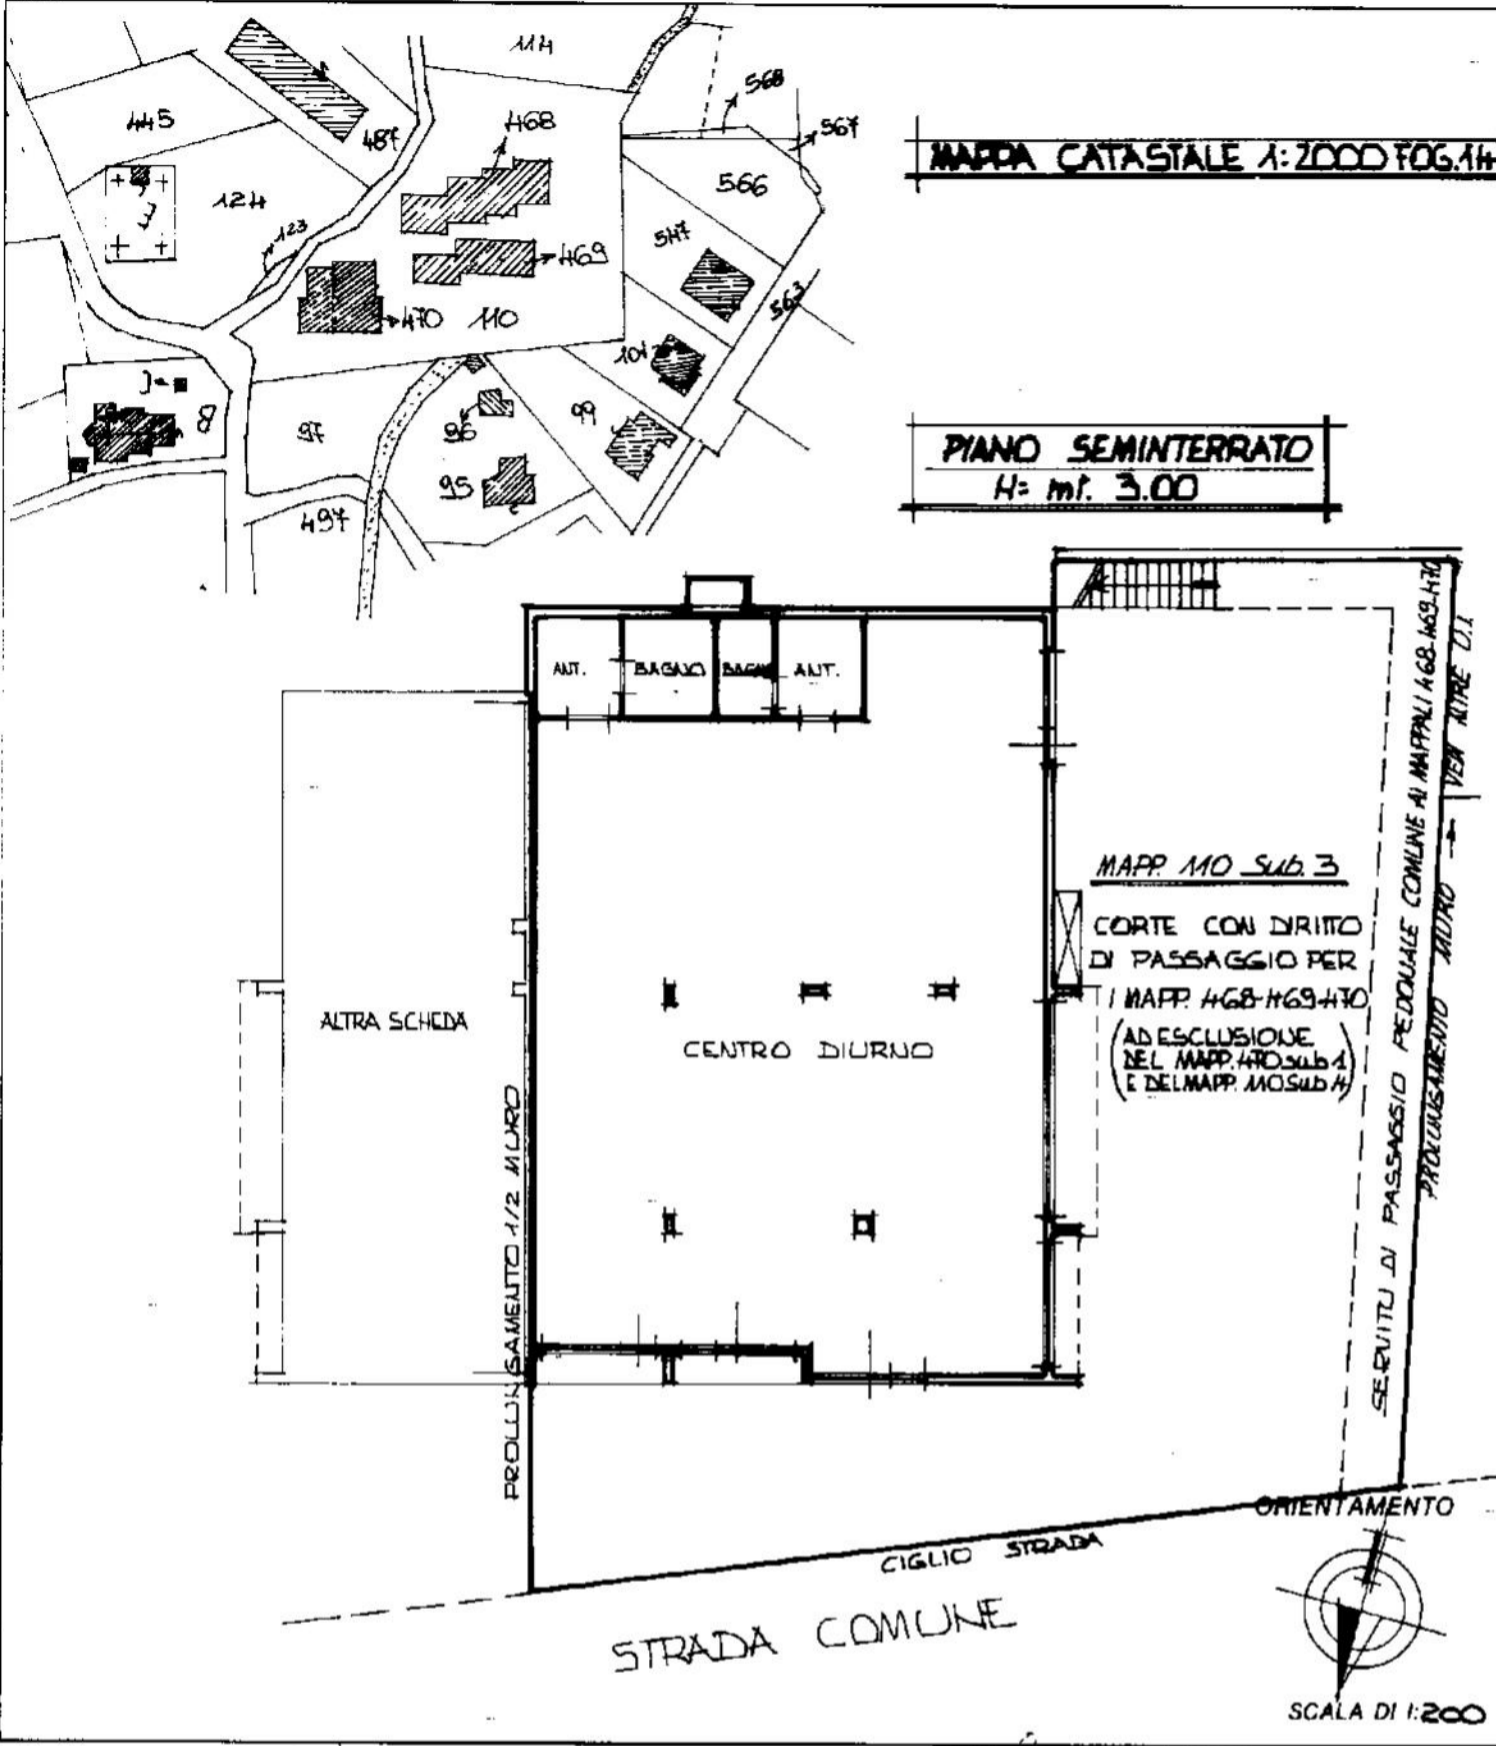 114
568
567
445
487
468
MAPPA CATASTALE 1:2000 FOG.14
124
566
123
547
469
563
470
110
101
B
97
96
99
95
497
PIANO SEMINTERRATO
H= mt. 3.00
ANT.
BAGNO
BAGNO
ANT.
SERVITÙ DI PASSAGGIO PEDONALE COMUNE AI MAPPALI 468-469-470
PROLUNGAMENTO MURO → VEDI ALTRE U.I.
MAPP. 110 Sub. 3
CORTE CON DIRITTO
DI PASSAGGIO PER
I MAPP. 468-469-470
(AD ESCLUSIONE
DEL MAPP. 470 sub 1
E DEL MAPP. 110 Sub 4)
ALTRA SCHEDA
CENTRO DIURNO
PROLUNGAMENTO 1/2 MURO
CIGLIO STRADA
STRADA COMUNE
ORIENTAMENTO
SCALA DI 1:200